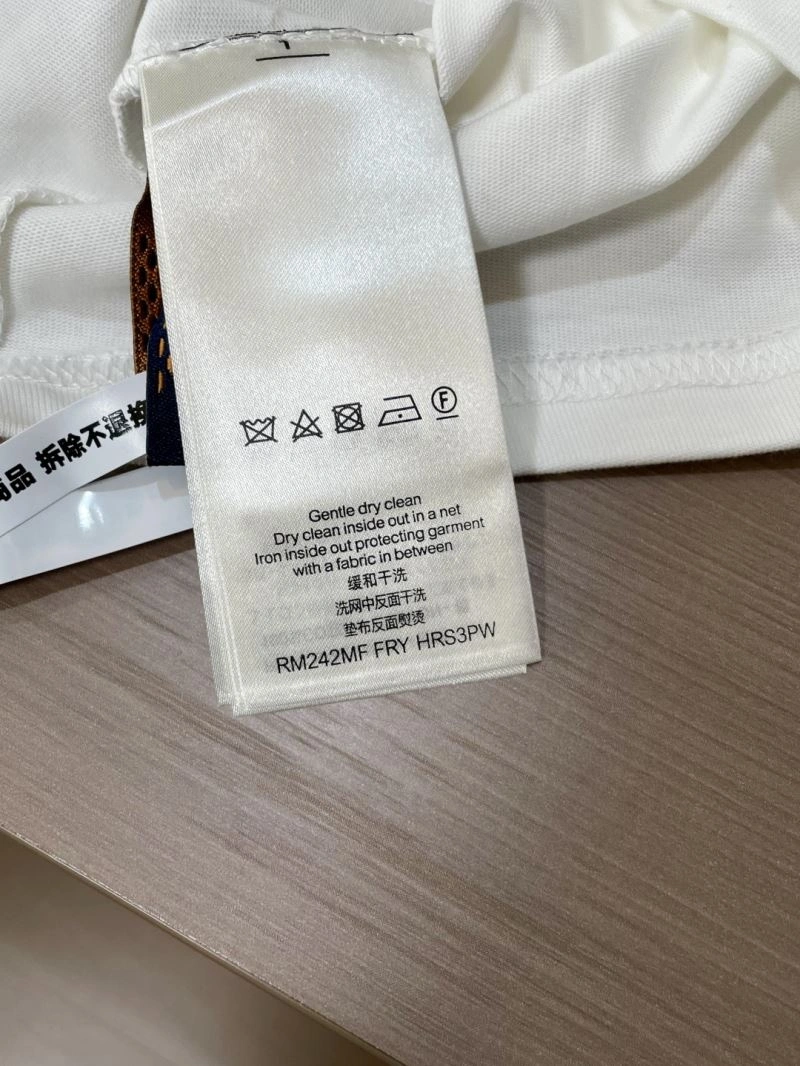 F
Gentle dry clean
Dry clean inside out in a net
Iron inside out protecting garment
with a fabric in between
缓和干洗
洗网中反面干洗
垫布反面熨烫
RM242MF FRY HRS3PW
品 拆除不退换